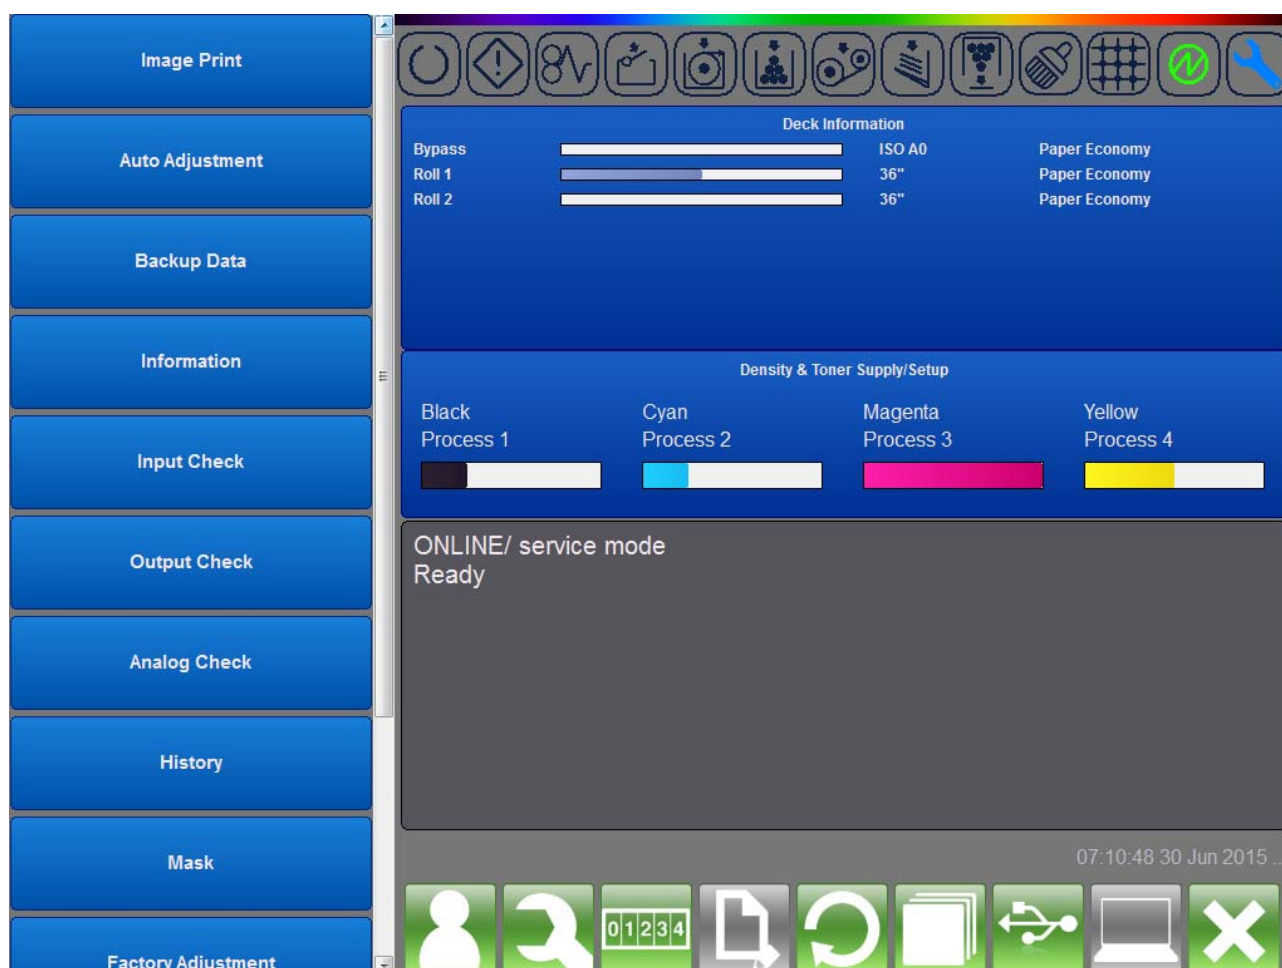 Image Print
Auto Adjustment
Backup Data
Information
Input Check
Output Check
Analog Check
History
Mask
Factory Adjustment
Deck Information
Bypass ISO A0 Paper Economy
Roll 1 36" Paper Economy
Roll 2 36" Paper Economy
Density & Toner Supply/Setup
Black Cyan Magenta Yellow
Process 1 Process 2 Process 3 Process 4
ONLINE/ service mode
Ready
07:10:48 30 Jun 2015 ..
01234